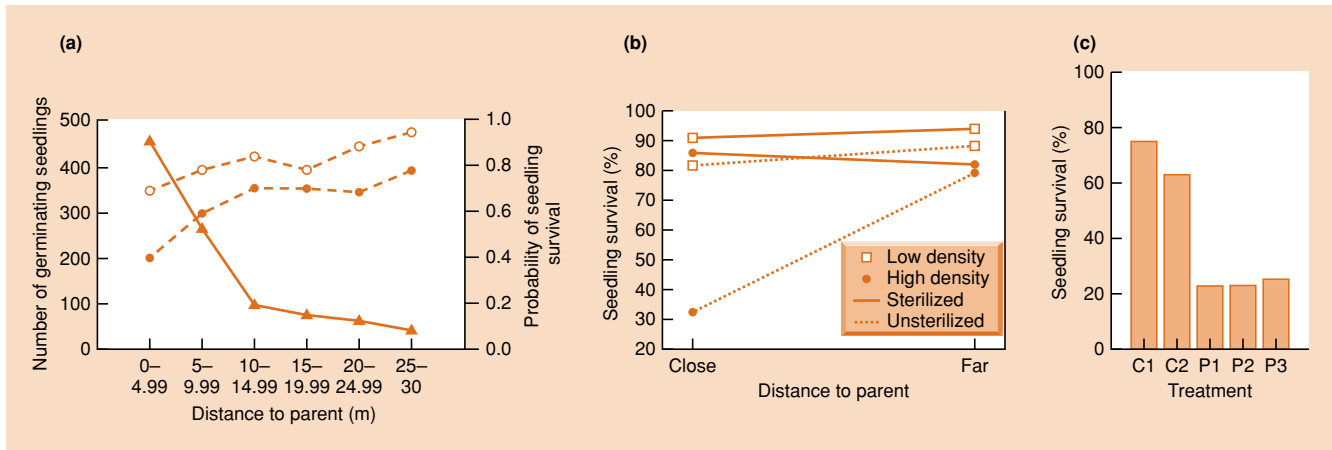 (a)
Number of germinating seedlings
500
400
300
200
100
0
1.0
0.8
0.6
0.4
0.2
0.0
Probability of seedling
survival
0–
4.99
5–
9.99
10–
14.99
15–
19.99
20–
24.99
25–
30
Distance to parent (m)
(b)
Seedling survival (%)
100
90
80
70
60
50
40
30
20
Low density
High density
Sterilized
Unsterilized
Close
Far
Distance to parent
(c)
Seedling survival (%)
100
80
60
40
20
0
C1 C2 P1 P2 P3
Treatment